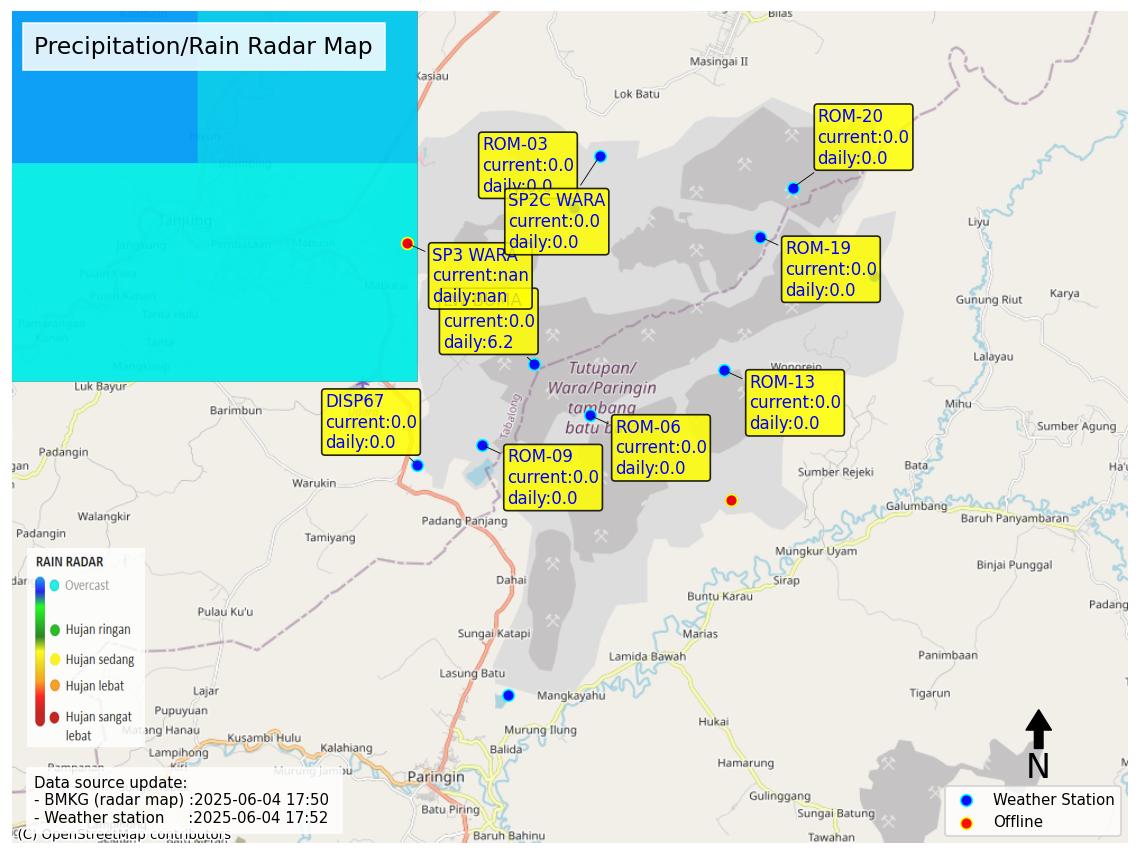 Precipitation/Rain Radar Map
Bilas
Masingai II
Kasiau
Lok Batu
ROM-20
current:0.0
daily:0.0
ROM-03
current:0.0
daily:0.0
SP2C WARA
current:0.0
daily:0.0
Tanjung
Liyu
SP3 WARA
current:nan
daily:nan
ROM-19
current:0.0
daily:0.0
Mabuun
Maburai
Gunung Riut
Karya
current:0.0
daily:6.2
Lalayau
Wonorejo
Tutupan/
Wara/Paringin
tambang
batu b
Luk Bayur
Barimbun
Tabalong
DISP67
current:0.0
daily:0.0
ROM-13
current:0.0
daily:0.0
Mihu
ROM-06
current:0.0
daily:0.0
Sumber Agung
ROM-09
current:0.0
daily:0.0
Padangin
Warukin
Sumber Rejeki
Bata
Haku
Galumbang
Baruh Panyambaran
Walangkir
Padangin
Tamiyang
Padang Panjang
Mungkur Uyam
Binjai Punggal
RAIN RADAR
Overcast
Hujan ringan
Hujan sedang
Hujan lebat
Hujan sangat
lebat
Dahai
Sirap
Buntu Karau
Padang
Pulau Ku'u
Sungai Katapi
Marias
Lamida Bawah
Panimbaan
Lasung Batu
Lajar
Mangkayahu
Tigarun
Pupuyuan
Matang Hanau
Hukai
Murung Ilung
Kusambi Hulu
Lampihong
Kalahiang
Balida
Hamarung
Murung Jambu
Paringin
N
Data source update:
- BMKG (radar map) :2025-06-04 17:50
- Weather station :2025-06-04 17:52
Gulinggang
Batu Piring
Sungai Batung
Weather Station
Offline
(C) OpenStreetMap contributors
Baruh Bahinu
Tawahan